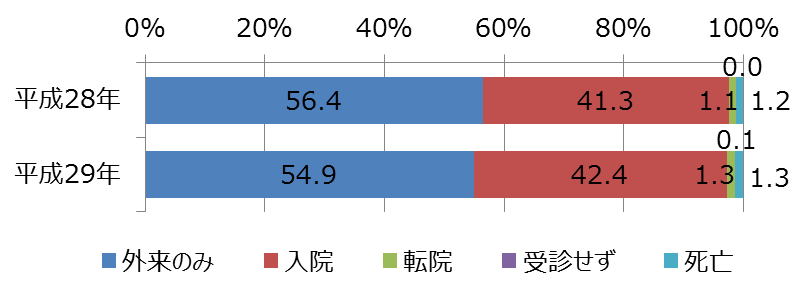 0% 20% 40% 60% 80% 100%
0.0
平成28年 56.4 41.3 1.1 1.2
0.1
平成29年 54.9 42.4 1.3 1.3
外来のみ 入院 転院 受診せず 死亡